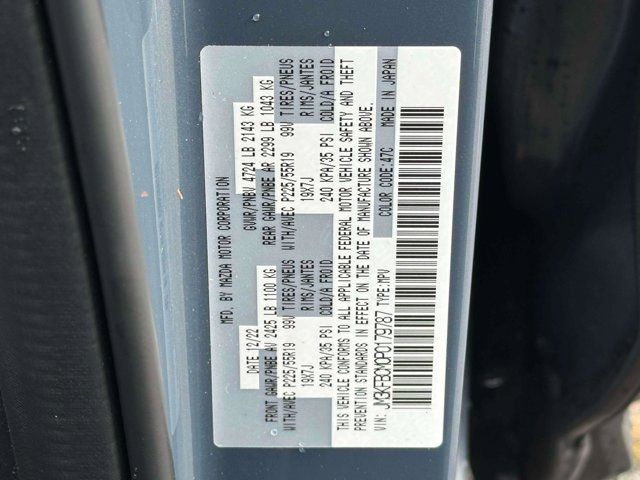 MFD. BY MAZDA MOTOR CORPORATION
DATE 12/22 GVWR/PNBV 4724 LB 2143 KG
FRONT GAWR/PNBE AV 2425 LB 1100 KG REAR GAWR/PNBE AR 2299 LB 1043 KG
WITH/AVEC P225/55R19 99V TIRES/PNEUS WITH/AVEC P225/55R19 99V TIRES/PNEUS
19X7J RIMS/JANTES 19X7J RIMS/JANTES
240 KPA/35 PSI COLD/A FROID 240 KPA/35 PSI COLD/A FROID
THIS VEHICLE CONFORMS TO ALL APPLICABLE FEDERAL MOTOR VEHICLE SAFETY AND THEFT
PREVENTION STANDARDS IN EFFECT ON THE DATE OF MANUFACTURE SHOWN ABOVE.
VIN: JM3KFBCM0P0179787 TYPE:MPV COLOR CODE:47C MADE IN JAPAN